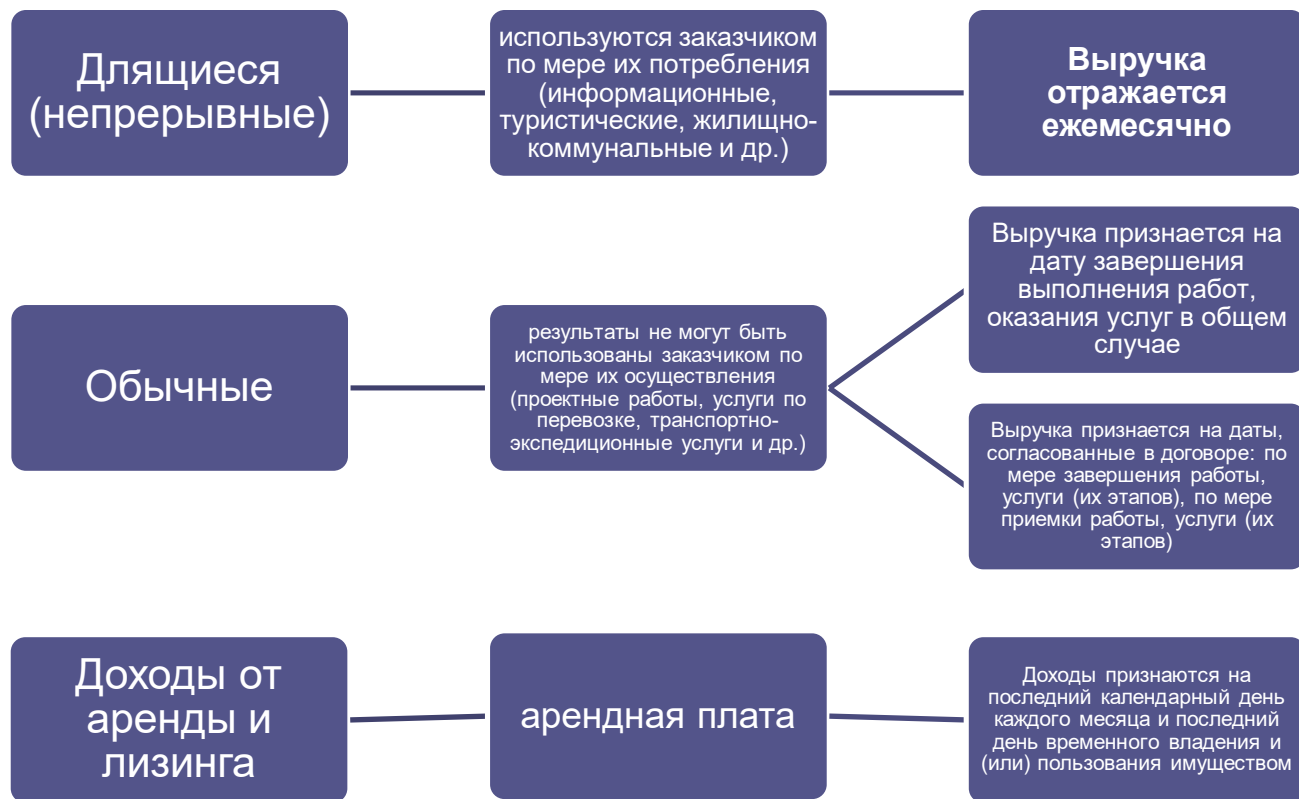 Длящиеся
(непрерывные)
используются заказчиком
по мере их потребления
(информационные,
туристические, жилищно-
коммунальные и др.)
Выручка
отражается
ежемесячно
Обычные
результаты не могут быть
использованы заказчиком по
мере их осуществления
(проектные работы, услуги по
перевозке, транспортно-
экспедиционные услуги и др.)
Выручка признается на
дату завершения
выполнения работ,
оказания услуг в общем
случае
Выручка признается на даты,
согласованные в договоре: по
мере завершения работы,
услуги (их этапов), по мере
приемки работы, услуги (их
этапов)
Доходы от
аренды и
лизинга
арендная плата
Доходы признаются на
последний календарный день
каждого месяца и последний
день временного владения и
(или) пользования имуществом